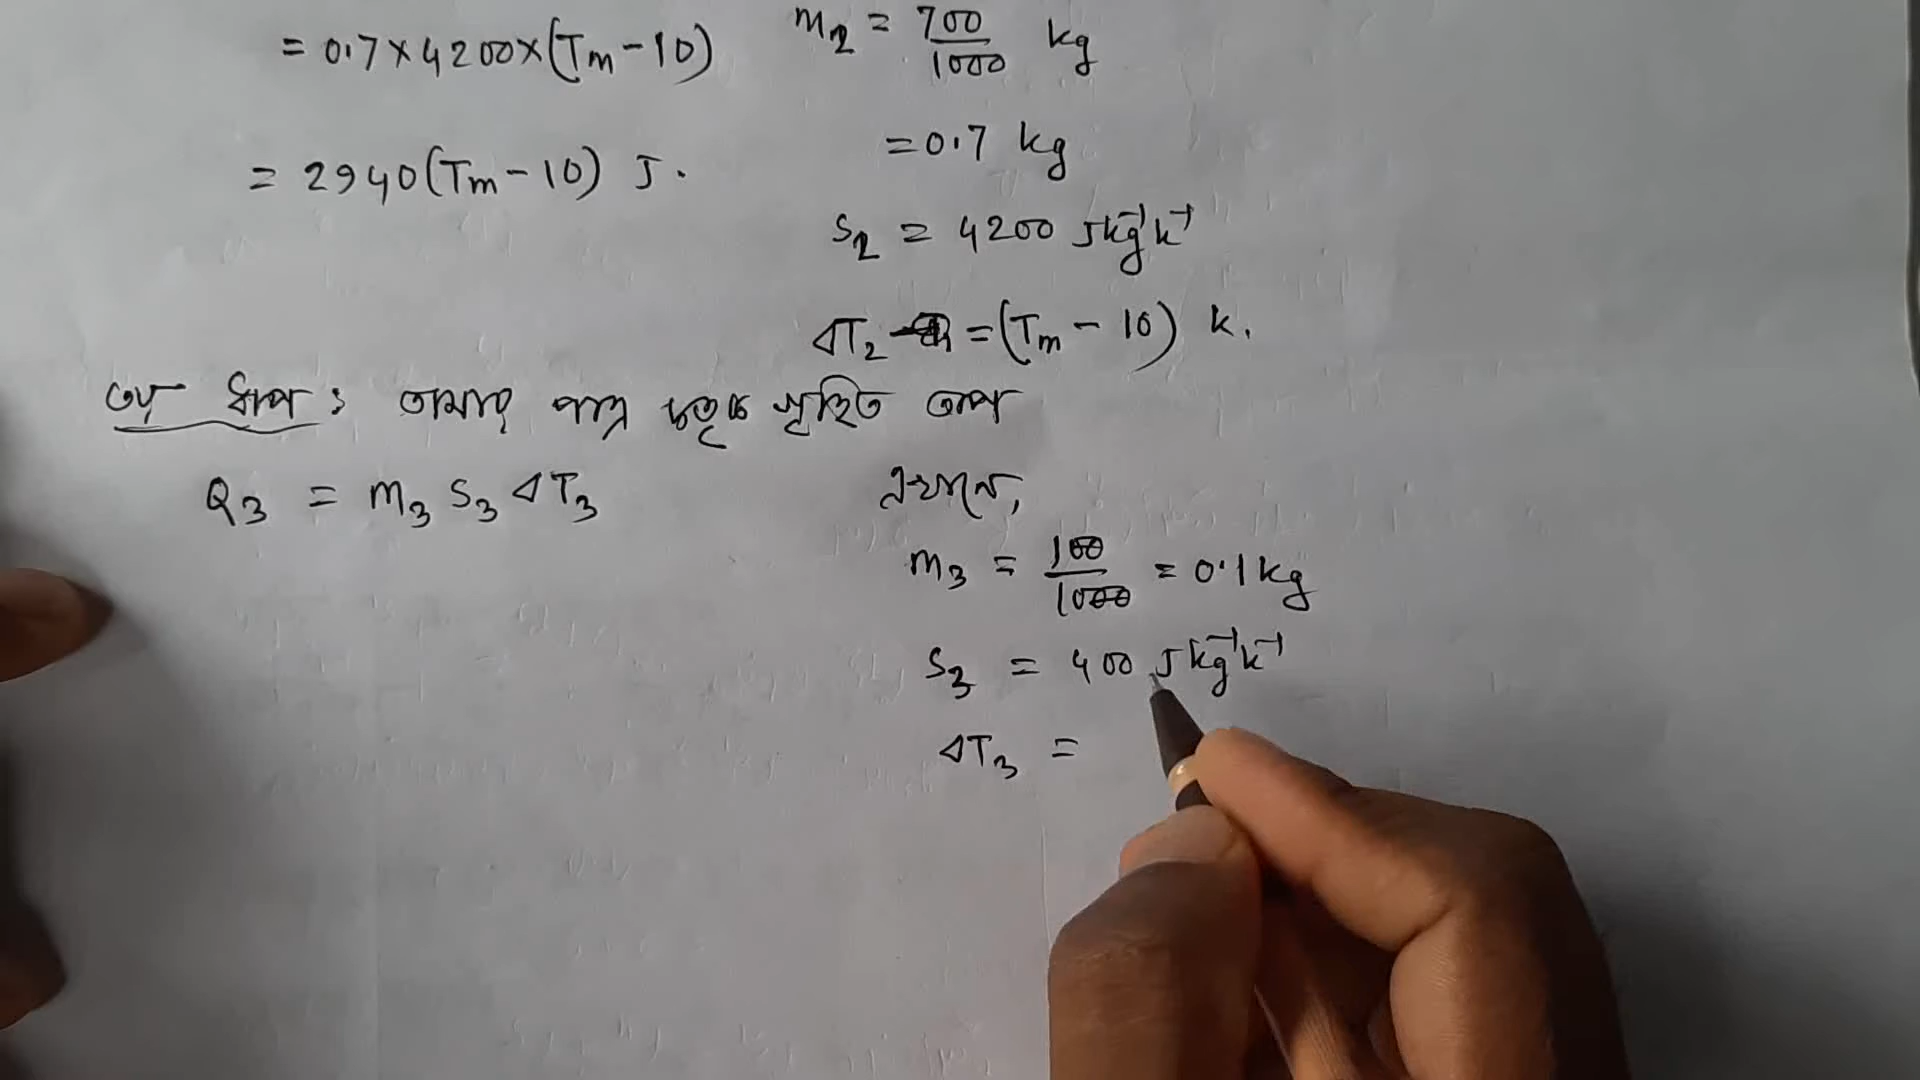 = 0.7 × 4200 × (Tm - 10)
m₂ = 700/1000 kg
= 0.7 kg
= 2940 (Tm - 10) J.
S₂ = 4200 Jkg⁻¹k⁻¹
ΔT₂ = (Tm - 10) k.
৩য় ধাপ : তামার পাত্র কর্তৃক গৃহিত তাপ
Q₃ = m₃ S₃ ΔT₃
এখানে,
m₃ = 100/1000 = 0.1 kg
S₃ = 400 Jkg⁻¹k⁻¹
ΔT₃ =